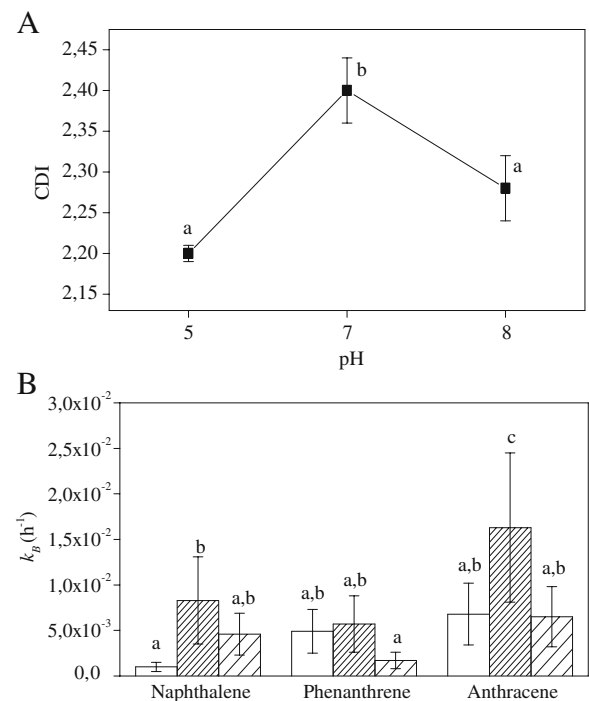 A
2,45
2,40
2,35
2,30
2,25
2,20
2,15
CDI
a
b
a
5
7
8
pH
B
3,0x10⁻²
2,5x10⁻²
2,0x10⁻²
1,5x10⁻²
1,0x10⁻²
5,0x10⁻³
0,0
k_B (h⁻¹)
a
b
a,b
a,b
a,b
a
a,b
c
a,b
Naphthalene
Phenanthrene
Anthracene